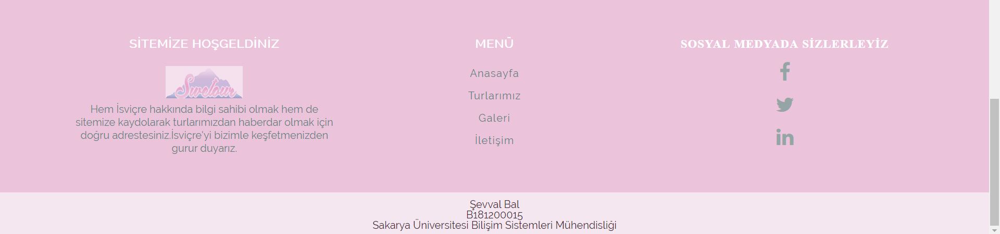 SİTEMİZE HOŞGELDİNİZ
Swetour
Hem İsviçre hakkında bilgi sahibi olmak hem de
sitemize kaydolarak turlarımızdan haberdar olmak için
doğru adrestesiniz.İsviçre'yi bizimle keşfetmenizden
gurur duyarız.
MENÜ
Anasayfa
Turlarımız
Galeri
İletişim
SOSYAL MEDYADA SİZLERLEYİZ
Şevval Bal
B181200015
Sakarya Üniversitesi Bilişim Sistemleri Mühendisliği